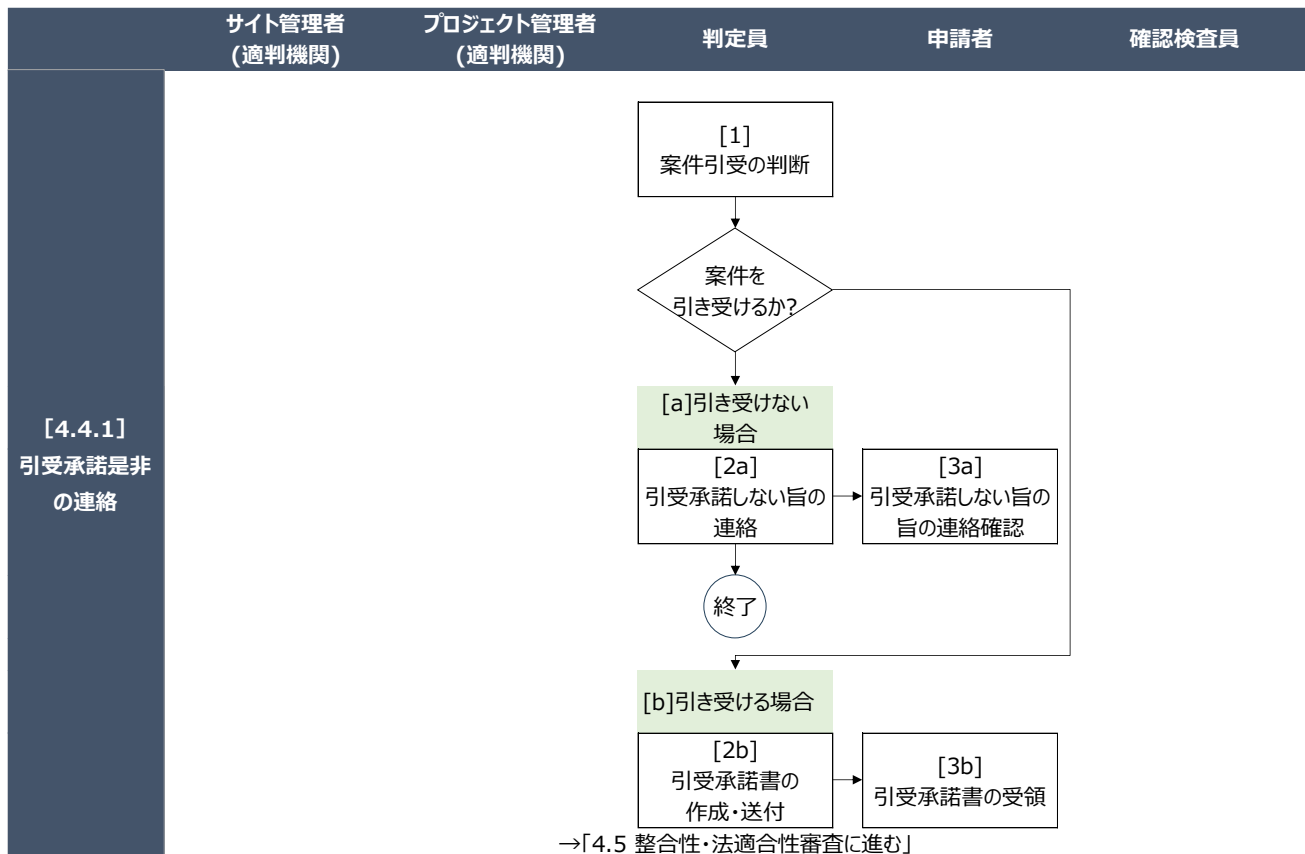 サイト管理者
(適判機関)
プロジェクト管理者
(適判機関)
判定員
申請者
確認検査員
[4.4.1]
引受承諾是非
の連絡
[1]
案件引受の判断
案件を
引き受けるか?
[a]引き受けない
場合
[2a]
引受承諾しない旨の
連絡
[3a]
引受承諾しない旨の
旨の連絡確認
終了
[b]引き受ける場合
[2b]
引受承諾書の
作成・送付
[3b]
引受承諾書の受領
→「4.5 整合性・法適合性審査に進む」